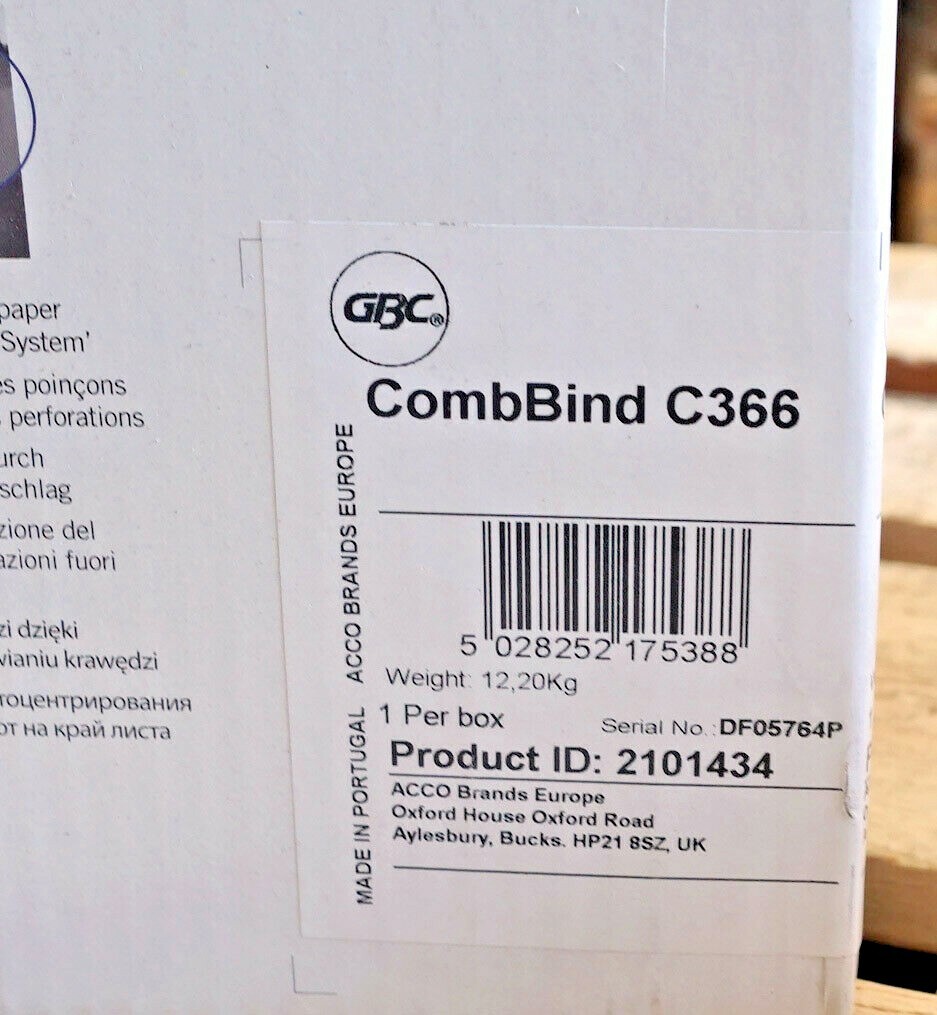 paper
System'
es poinçons
perforations
urch
schlag
zione del
azioni fuori
zi dzięki
wianiu krawędzi
тоцентрирования
от на край листа
GBC®
CombBind C366
MADE IN PORTUGAL ACCO BRANDS EUROPE
5 028252 175388
Weight: 12,20Kg
1 Per box
Serial No.: DF05764P
Product ID: 2101434
ACCO Brands Europe
Oxford House Oxford Road
Aylesbury, Bucks. HP21 8SZ, UK